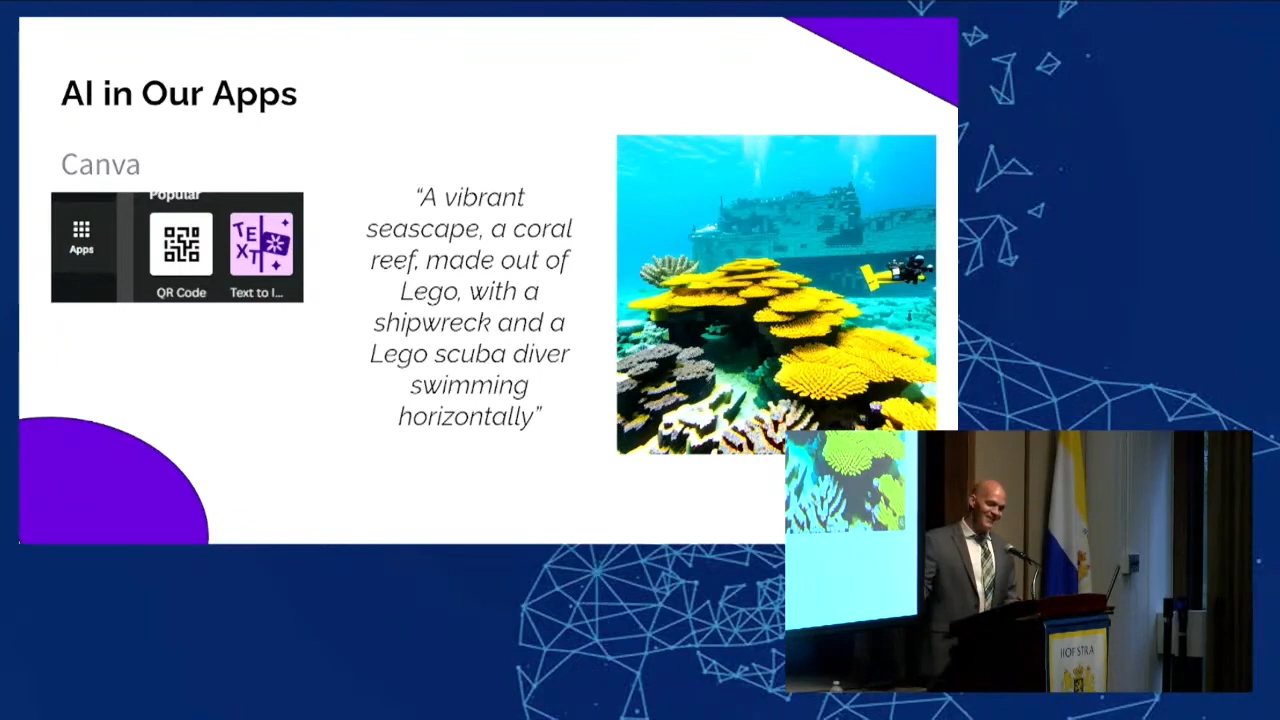 AI in Our Apps
Canva
Popular
Apps
QR Code
TEXT
Text to I...
“A vibrant
seascape, a coral
reef, made out of
Lego, with a
shipwreck and a
Lego scuba diver
swimming
horizontally”
HOFSTRA